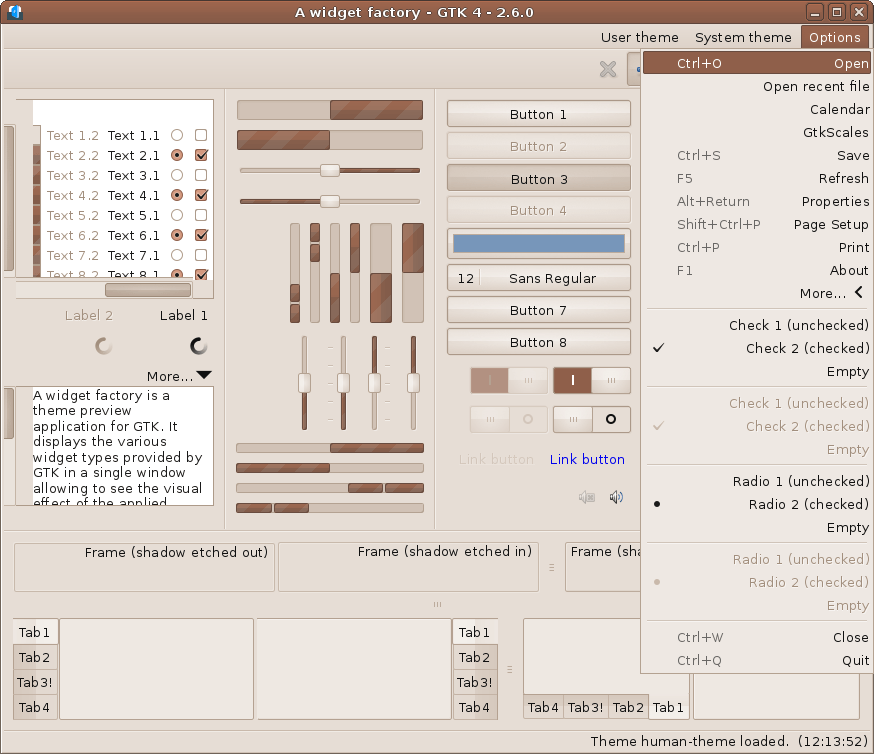 A widget factory - GTK 4 - 2.6.0
User theme System theme Options
Ctrl+O Open
Open recent file
Calendar
GtkScales
Ctrl+S Save
F5 Refresh
Alt+Return Properties
Shift+Ctrl+P Page Setup
Ctrl+P Print
F1 About
More...
Check 1 (unchecked)
Check 2 (checked)
Empty
Check 1 (unchecked)
Check 2 (checked)
Empty
Radio 1 (unchecked)
Radio 2 (checked)
Empty
Radio 1 (unchecked)
Radio 2 (checked)
Empty
Ctrl+W Close
Ctrl+Q Quit
Text 1.2 Text 1.1
Text 2.2 Text 2.1
Text 3.2 Text 3.1
Text 4.2 Text 4.1
Text 5.2 Text 5.1
Text 6.2 Text 6.1
Text 7.2 Text 7.1
Text 8.2 Text 8.1
Label 2 Label 1
More...
A widget factory is a
theme preview
application for GTK. It
displays the various
widget types provided by
GTK in a single window
allowing to see the visual
effect of the applied
Button 1
Button 2
Button 3
Button 4
12 Sans Regular
Button 7
Button 8
Link button Link button
Frame (shadow etched out) Frame (shadow etched in) Frame (sha
Tab1 Tab1
Tab2 Tab2
Tab3! Tab3!
Tab4 Tab4 Tab4 Tab3! Tab2 Tab1
Theme human-theme loaded. (12:13:52)